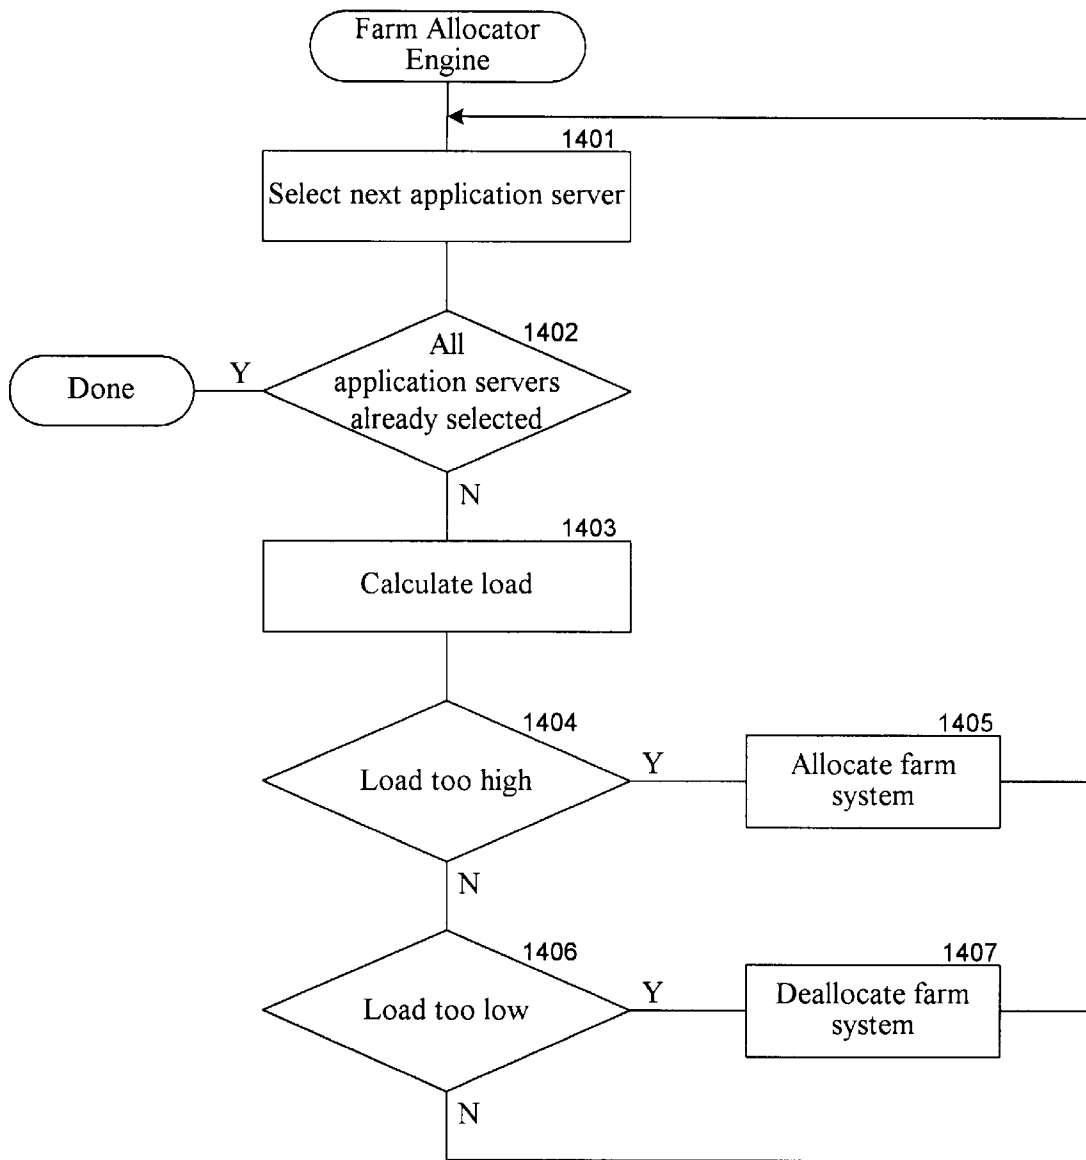 Farm Allocator
Engine
1401
Select next application server
1402
All
application servers
already selected
Y
Done
N
1403
Calculate load
1404
Load too high
Y
1405
Allocate farm
system
N
1406
Load too low
Y
1407
Deallocate farm
system
N